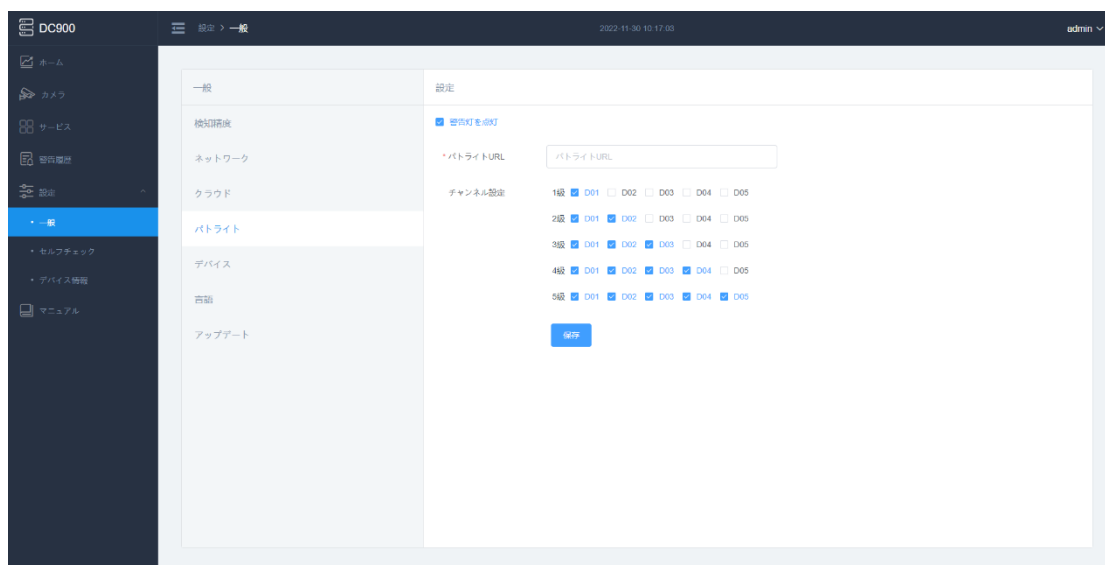 DC900
設定 > 一般
2022-11-30 10:17:03
admin
ホーム
カメラ
サービス
警告履歴
設定
• 一般
• セルフチェック
• デバイス情報
マニュアル
一般
検知精度
ネットワーク
クラウド
パトライト
デバイス
言語
アップデート
設定
警告灯を点灯
* パトライトURL
パトライトURL
チャンネル設定
1級 D01 D02 D03 D04 D05
2級 D01 D02 D03 D04 D05
3級 D01 D02 D03 D04 D05
4級 D01 D02 D03 D04 D05
5級 D01 D02 D03 D04 D05
保存